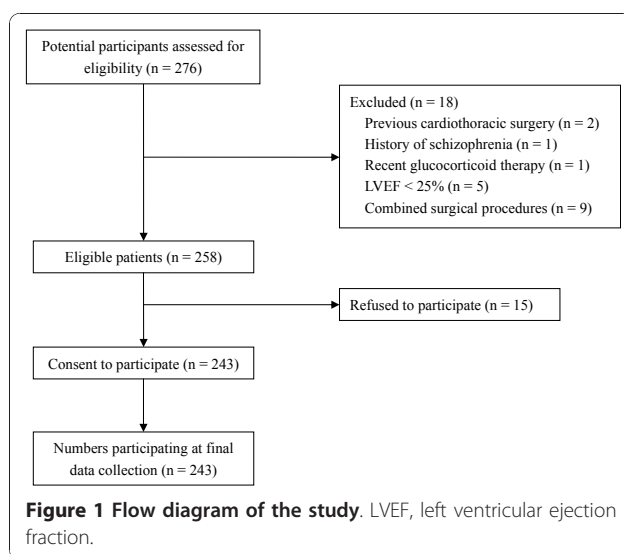 Potential participants assessed for
eligibility (n = 276)
Excluded (n = 18)
Previous cardiothoracic surgery (n = 2)
History of schizophrenia (n = 1)
Recent glucocorticoid therapy (n = 1)
LVEF < 25% (n = 5)
Combined surgical procedures (n = 9)
Eligible patients (n = 258)
Refused to participate (n = 15)
Consent to participate (n = 243)
Numbers participating at final
data collection (n = 243)
Figure 1 Flow diagram of the study. LVEF, left ventricular ejection
fraction.